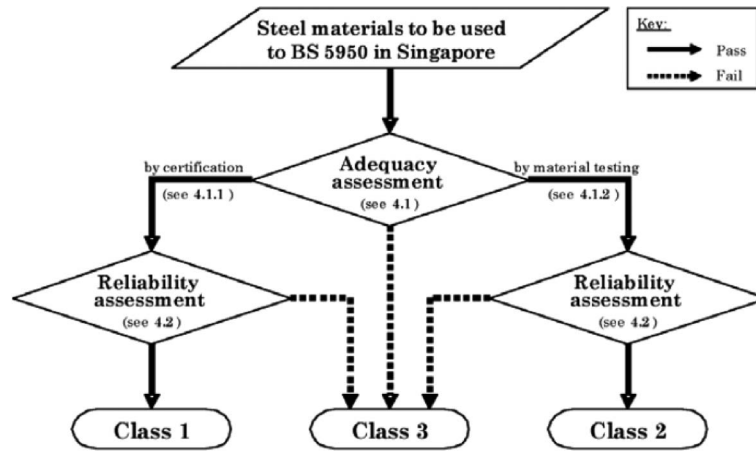 Steel materials to be used
to BS 5950 in Singapore
Key:
Pass
Fail
by certification
(see 4.1.1)
Adequacy
assessment
(see 4.1)
by material testing
(see 4.1.2)
Reliability
assessment
(see 4.2)
Reliability
assessment
(see 4.2)
Class 1
Class 3
Class 2